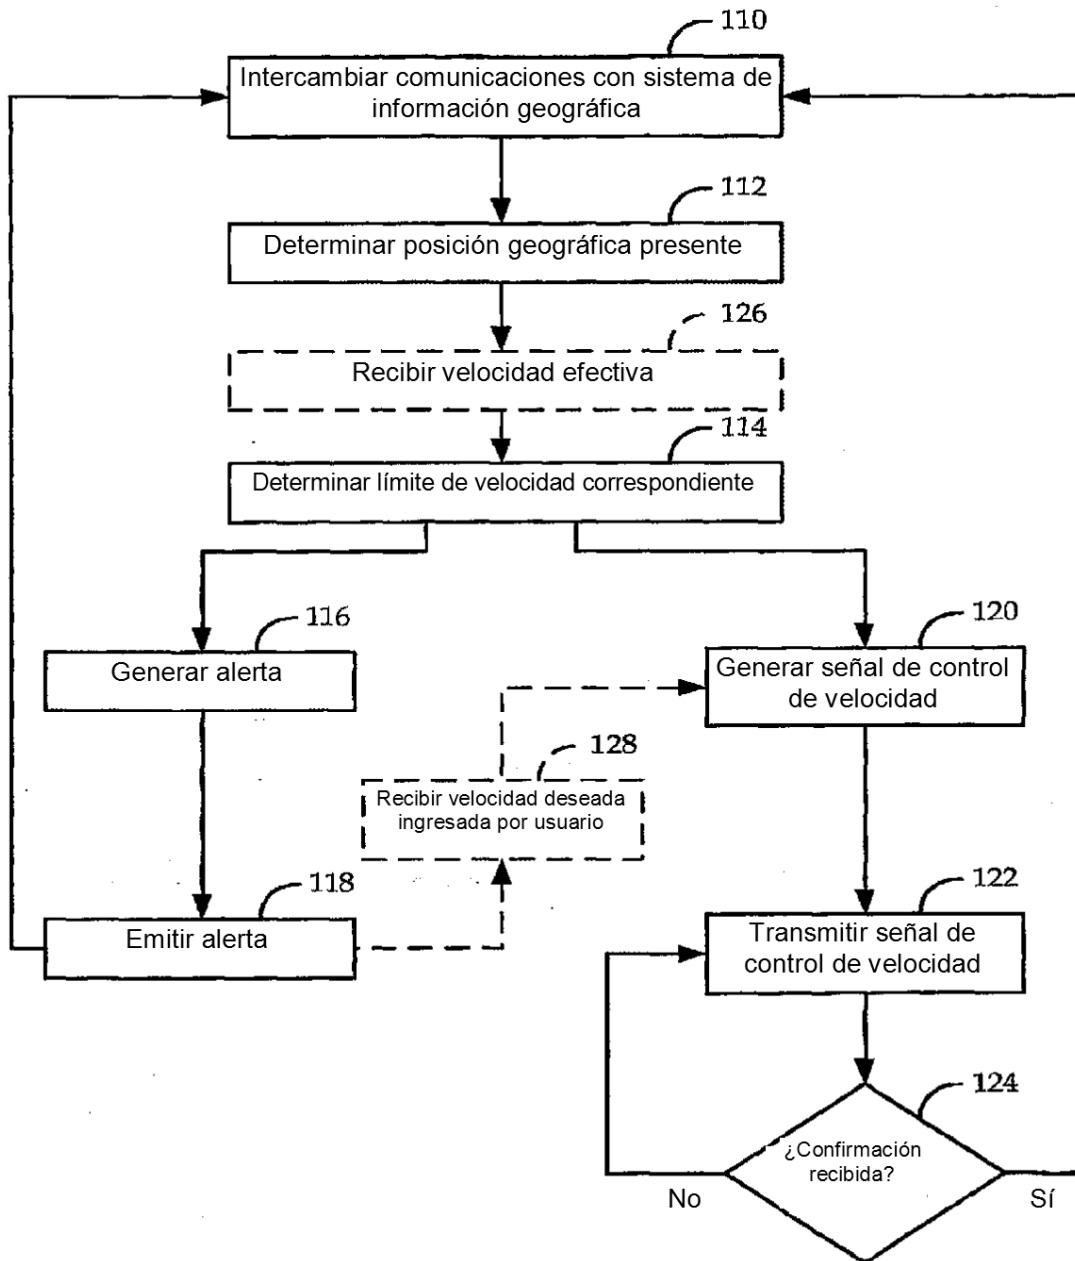 110
Intercambiar comunicaciones con sistema de
información geográfica
112
Determinar posición geográfica presente
126
Recibir velocidad efectiva
114
Determinar límite de velocidad correspondiente
116
Generar alerta
120
Generar señal de control
de velocidad
128
Recibir velocidad deseada
ingresada por usuario
118
Emitir alerta
122
Transmitir señal de
control de velocidad
124
¿Confirmación
recibida?
No
Sí